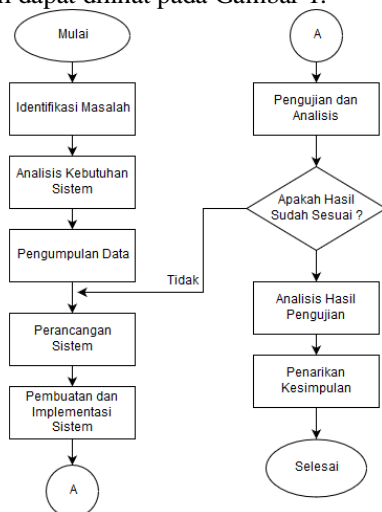 dapat dilihat pada Gambar 1.
Mulai
Identifikasi Masalah
Analisis Kebutuhan
Sistem
Pengumpulan Data
Perancangan
Sistem
Pembuatan dan
Implementasi
Sistem
A
A
Pengujian dan
Analisis
Apakah Hasil
Sudah Sesuai ?
Tidak
Analisis Hasil
Pengujian
Penarikan
Kesimpulan
Selesai